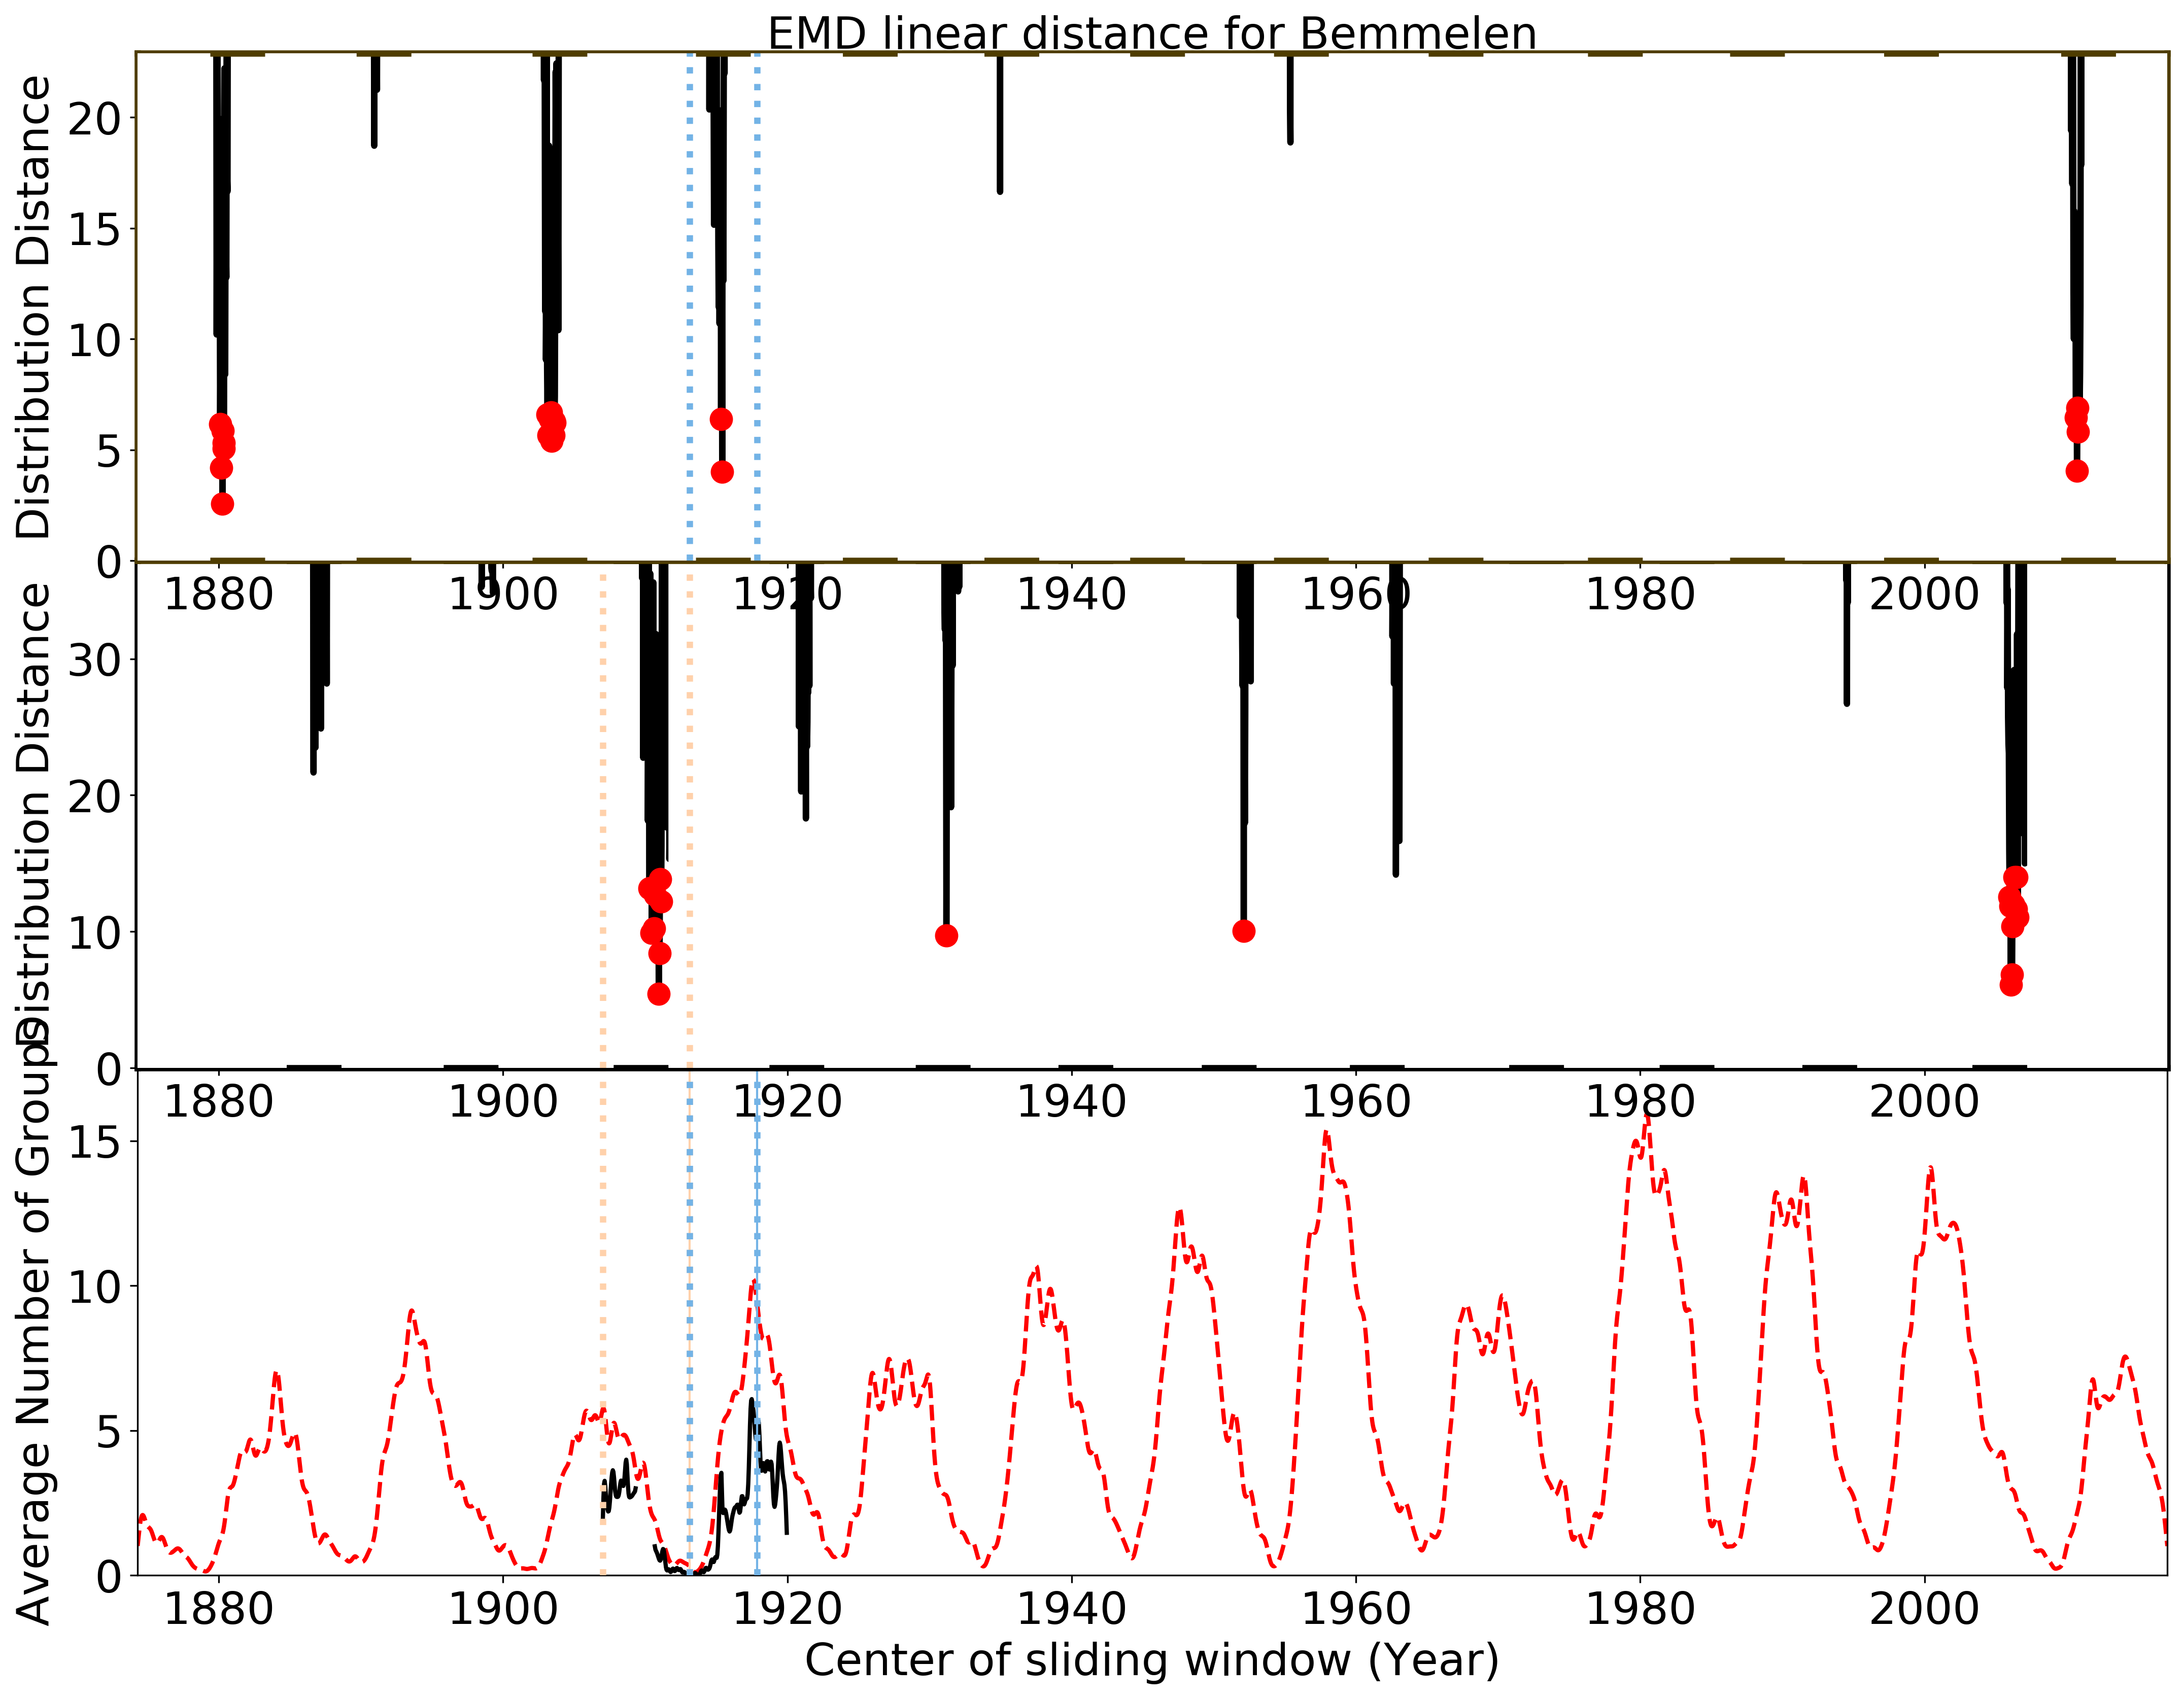 EMD linear distance for Bemmelen
Distribution Distance
20
15
10
5
0
1880 1900 1920 1940 1960 1980 2000
Distribution Distance
30
20
10
0
1880 1900 1920 1940 1960 1980 2000
Average Number of Groups
15
10
5
0
1880 1900 1920 1940 1960 1980 2000
Center of sliding window (Year)